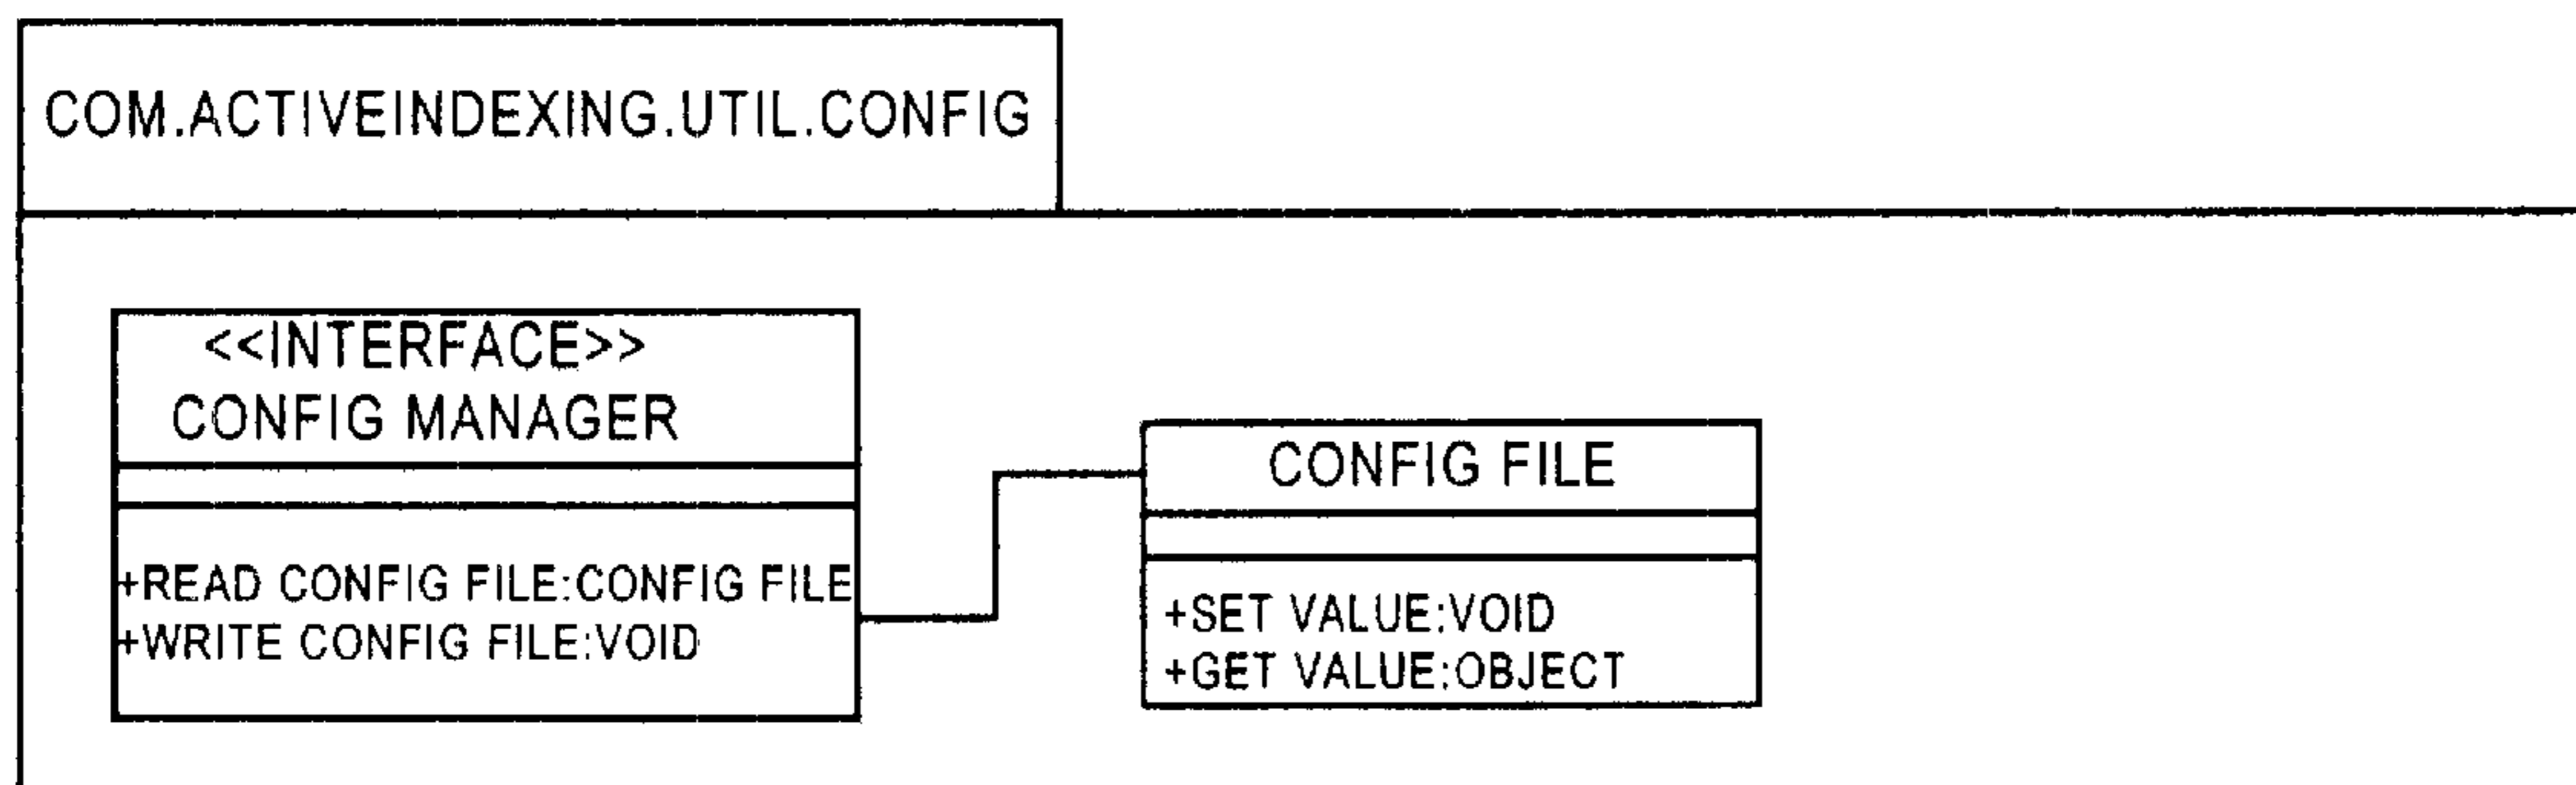 COM.ACTIVEINDEXING.UTIL.CONFIG
<<INTERFACE>>
CONFIG MANAGER
+READ CONFIG FILE:CONFIG FILE
+WRITE CONFIG FILE:VOID
CONFIG FILE
+SET VALUE:VOID
+GET VALUE:OBJECT